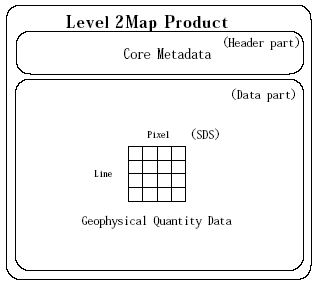 Level 2Map Product
(Header part)
Core Metadata
(Data part)
Pixel (SDS)
Line
Geophysical Quantity Data